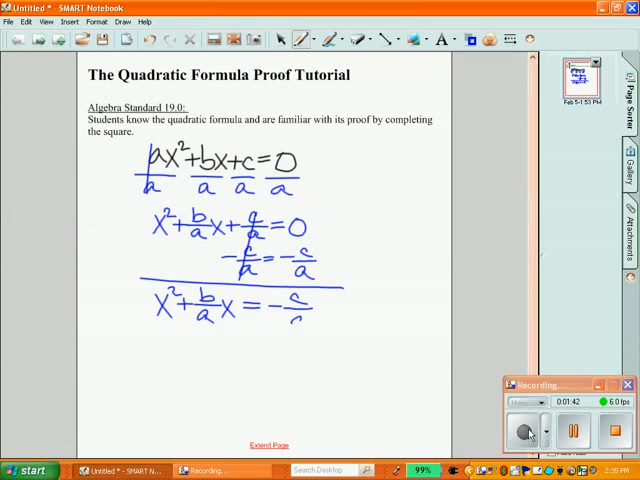 Untitled * - SMART Notebook
File Edit View Insert Format Draw Help
The Quadratic Formula Proof Tutorial
Algebra Standard 19.0:
Students know the quadratic formula and are familiar with its proof by completing
the square.
ax²+bx+c=0
a a a a
x²+b/a x+c/a=0
-c/a=-c/a
x²+b/a x=-c/
Extend Page
Feb 5-1:53 PM
Page Sorter
Gallery
Attachments
Recording...
Menu
0:01:42
6.0 fps
start
Untitled * - SMART N...
Recording...
Search Desktop
99%
2:35 PM